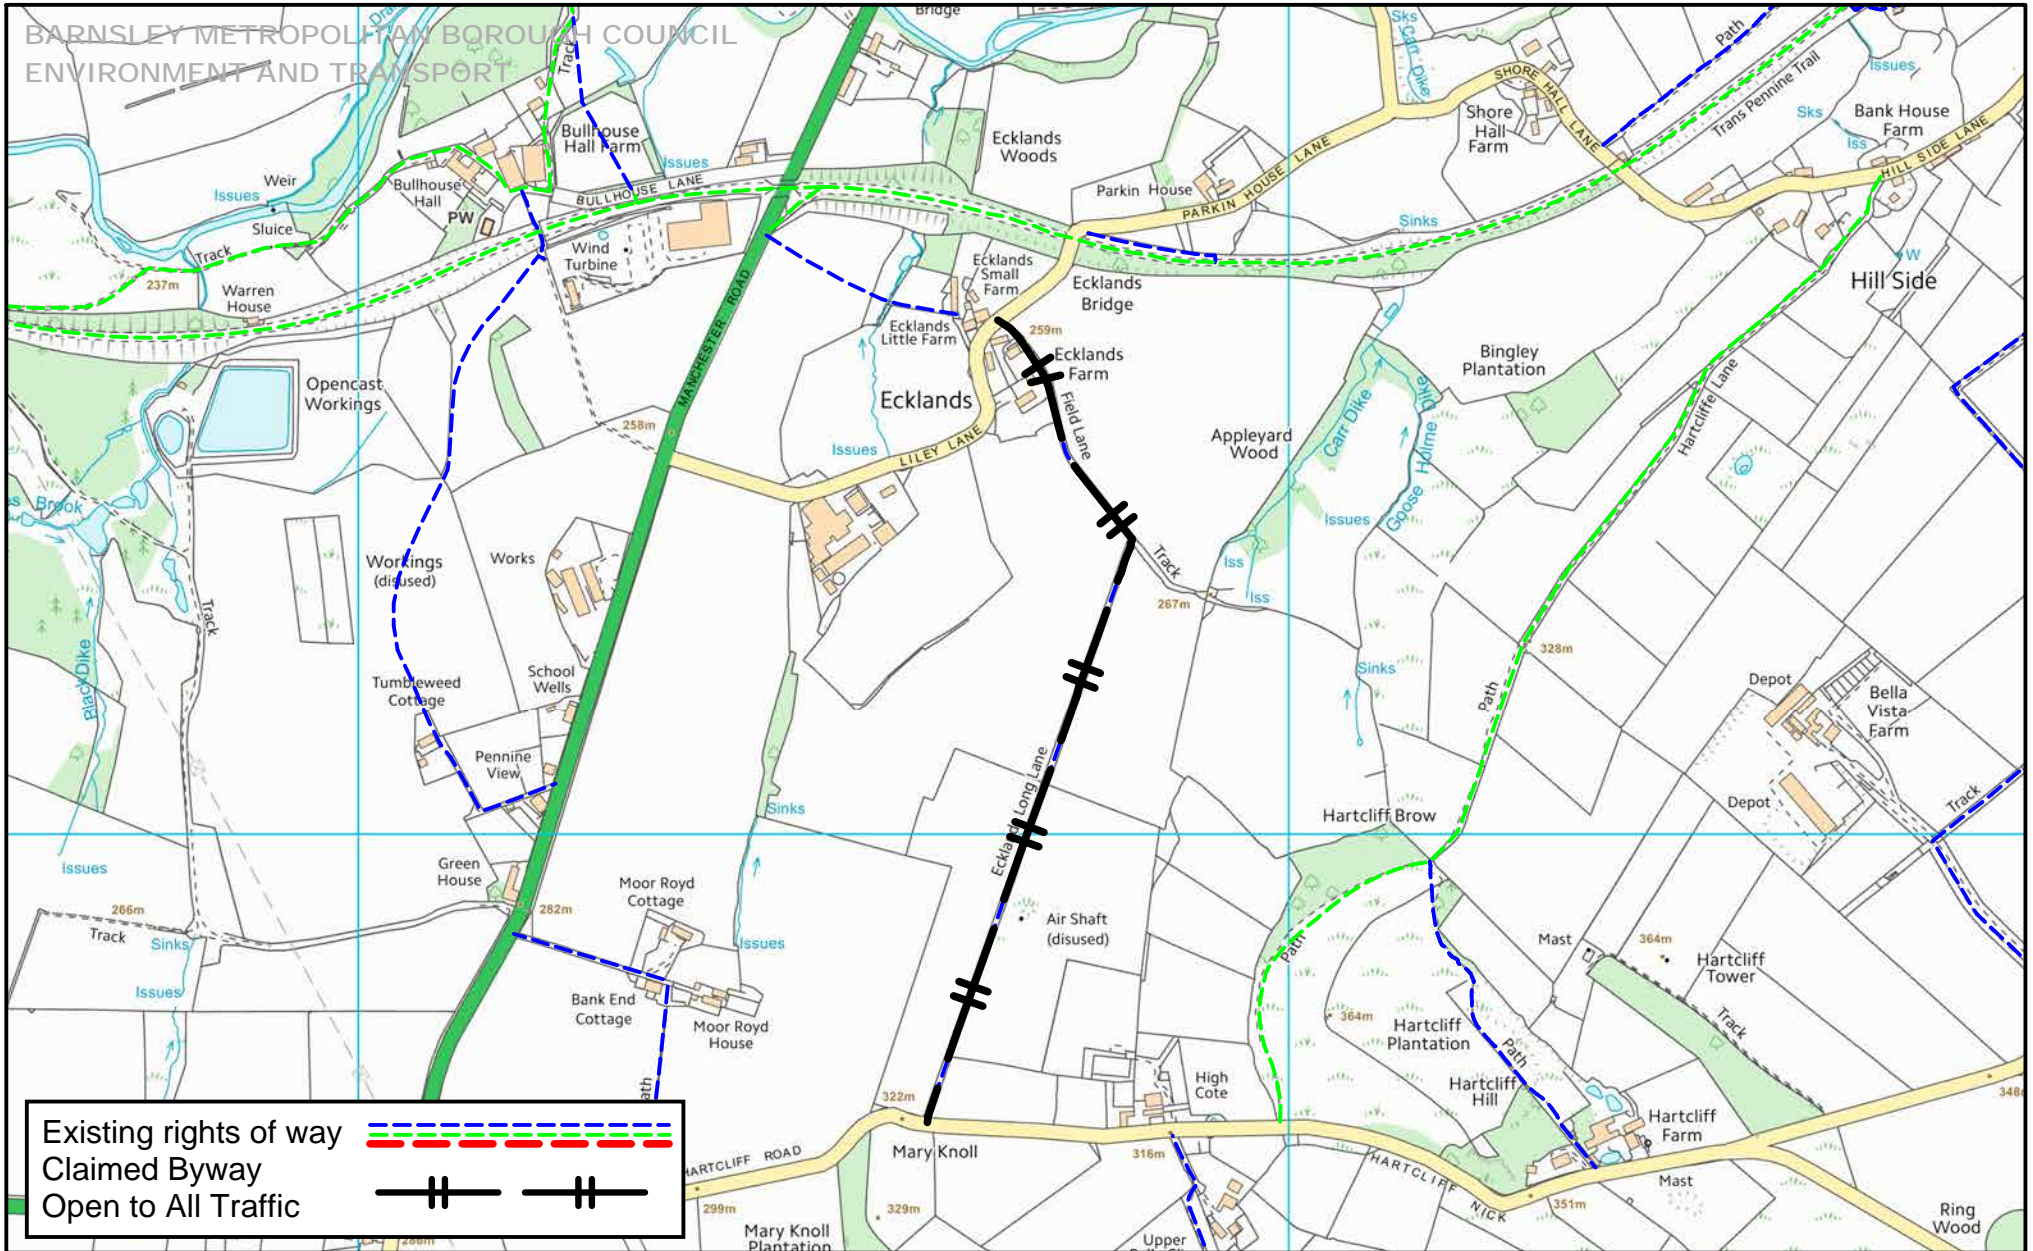 BARNSLEY METROPOLITAN BOROUGH COUNCIL
ENVIRONMENT AND TRANSPORT
Track
Bridge
Sks
Carr Dike
Path
Trans Pennine Trail
Issues
SHORE HALL LANE
Shore
Hall
Farm
Sks
Iss
Bank House
Farm
HILL SIDE LANE
Bullhouse
Hall Farm
Issues
Ecklands
Woods
Parkin House
PARKIN HOUSE LANE
Weir
Issues
Sluice
Bullhouse
Hall
PW
BULLHOUSE LANE
Sinks
Track
237m
Warren
House
Wind
Turbine
MANCHESTER ROAD
Ecklands
Small
Farm
Ecklands
Bridge
W
Hill Side
Ecklands
Little Farm
259m
Ecklands
Farm
Bingley
Plantation
Opencast
Workings
258m
Ecklands
Field Lane
Issues
LILEY LANE
Appleyard
Wood
Carr Dike
Goose Holme Dike
Issues
Hartcliffe Lane
Brook
Workings
(disused)
Works
Track
Track
267m
Iss
Iss
328m
Black Dike
Tumbleweed
Cottage
School
Wells
Sinks
Path
Depot
Bella
Vista
Farm
Pennine
View
Sinks
Ecklands Long Lane
Depot
Track
Hartcliff Brow
Issues
Green
House
Moor Royd
Cottage
266m
Track
Sinks
282m
Issues
Air Shaft
(disused)
Path
Mast
364m
Hartcliff
Tower
Issues
Bank End
Cottage
Moor Royd
House
364m
Hartcliff
Plantation
Path
Track
High
Cote
Hartcliff
Hill
Hartcliff
Farm
322m
Mary Knoll
316m
HARTCLIFF ROAD
HARTCLIFF NICK
Mast
351m
299m
329m
Mary Knoll
Plantation
Upper
Ring
Wood
Existing rights of way
Claimed Byway
Open to All Traffic